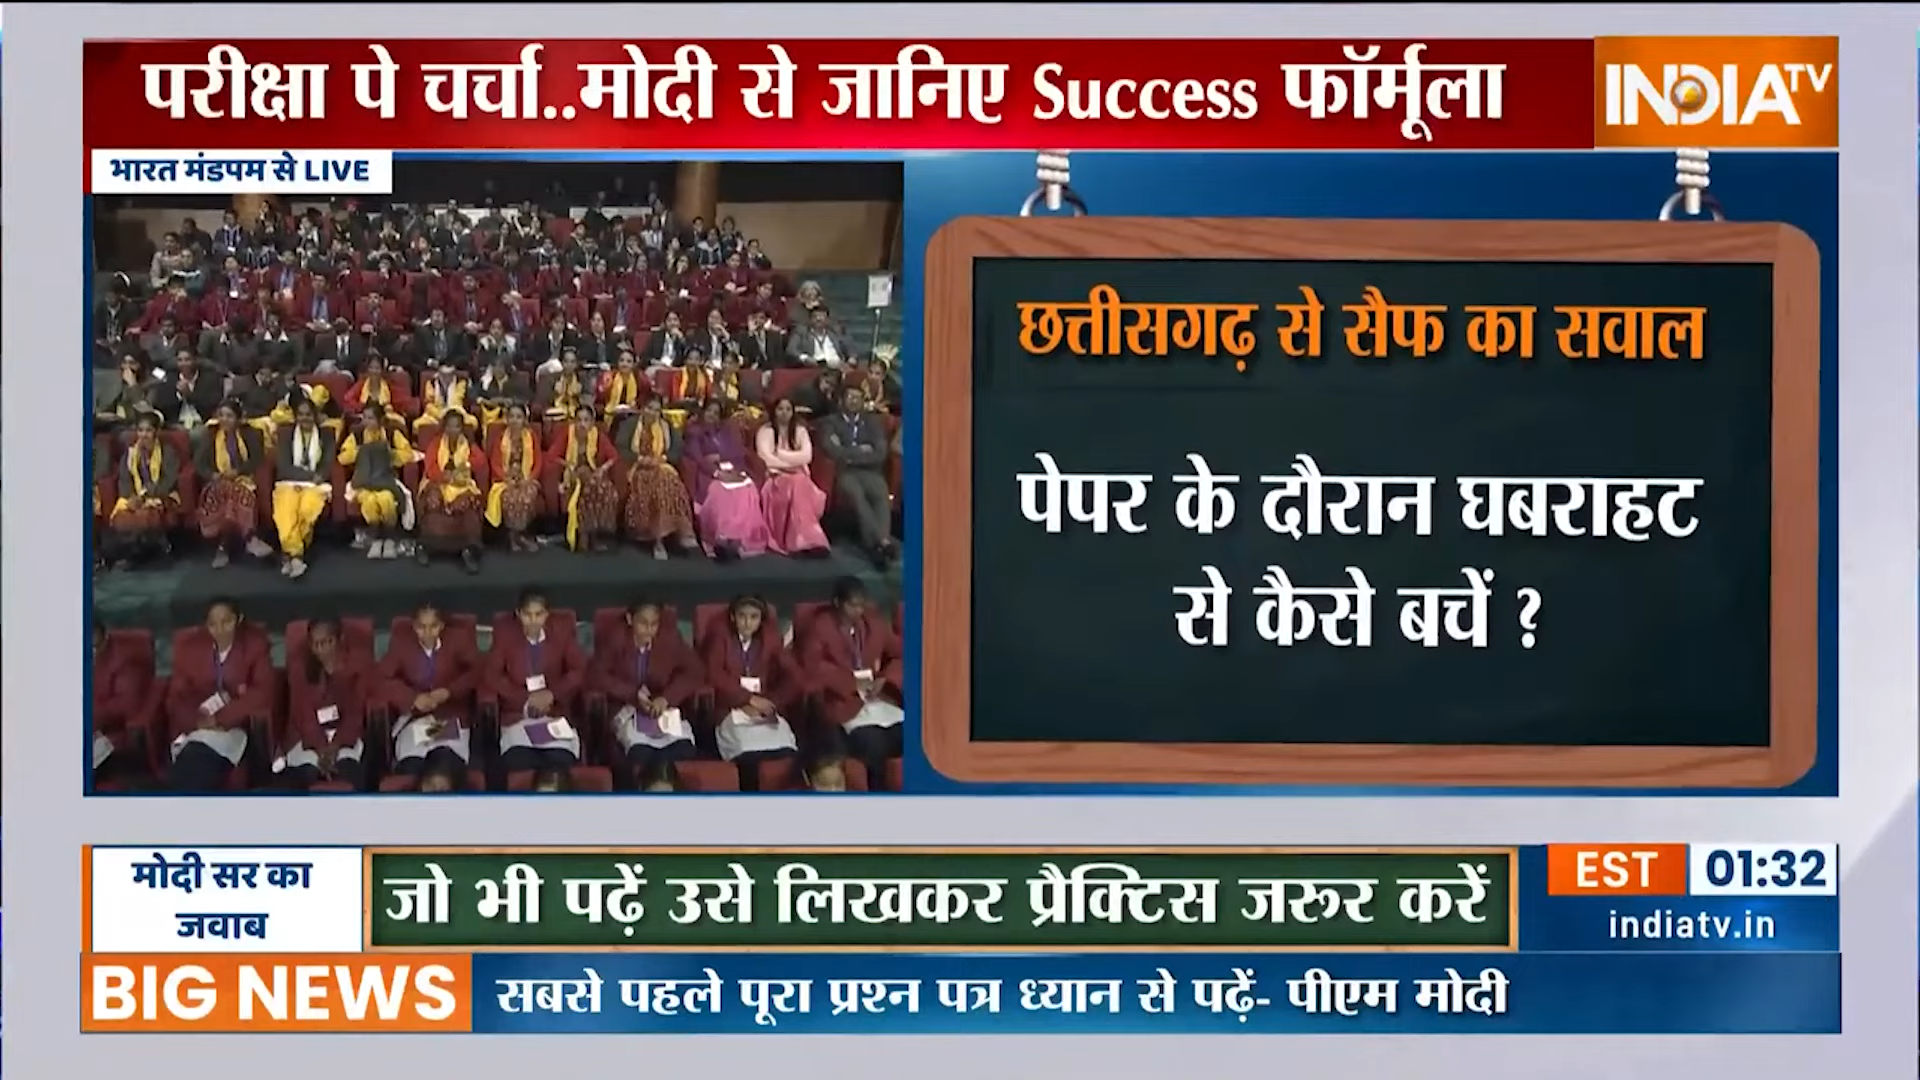 परीक्षा पे चर्चा..मोदी से जानिए Success फॉर्मूला
INDIA TV
भारत मंडपम से LIVE
छत्तीसगढ़ से सैफ का सवाल
पेपर के दौरान घबराहट
से कैसे बचें ?
मोदी सर का
जवाब
जो भी पढ़ें उसे लिखकर प्रैक्टिस जरूर करें
EST 01:32
indiatv.in
BIG NEWS
सबसे पहले पूरा प्रश्न पत्र ध्यान से पढ़ें- पीएम मोदी